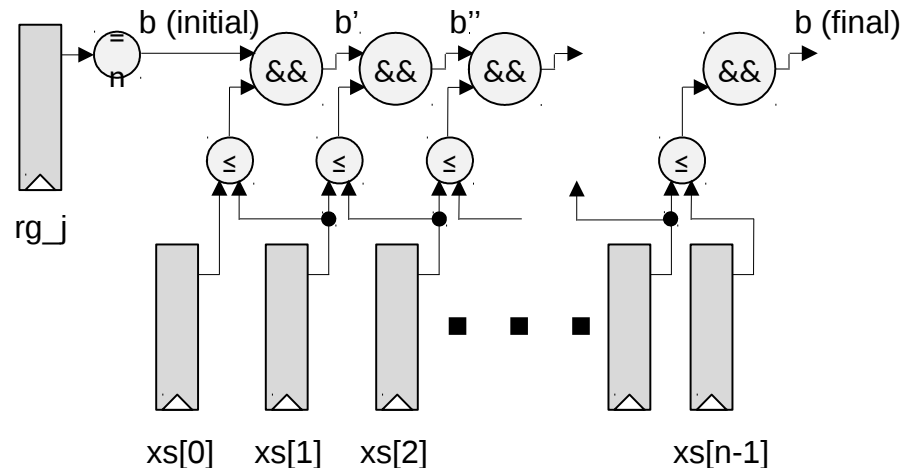 b (initial) b’ b’’ b (final)
=
n
&& && && &&
≤ ≤ ≤ ≤
rg_j
xs[0] xs[1] xs[2] xs[n-1]